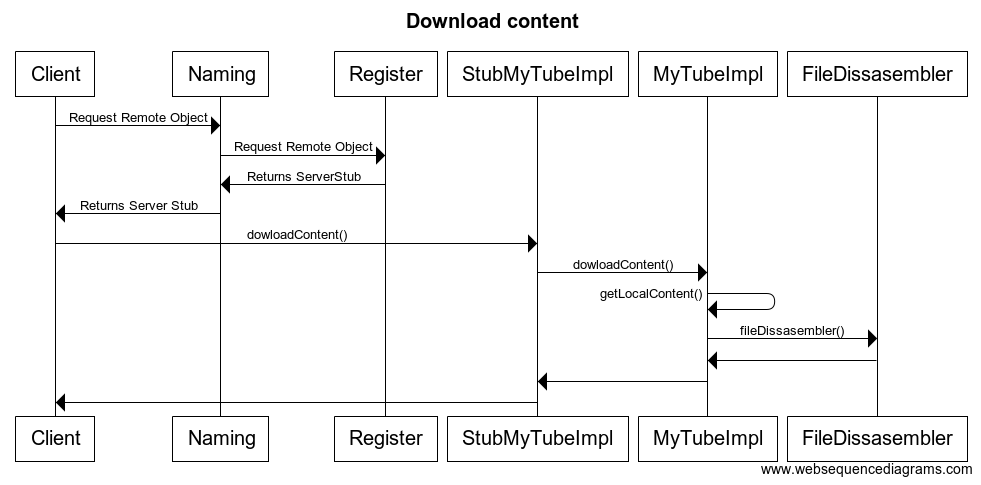 Download content
Client Naming Register StubMyTubeImpl MyTubeImpl FileDissasembler
Request Remote Object
Request Remote Object
Returns ServerStub
Returns Server Stub
dowloadContent()
dowloadContent()
getLocalContent()
fileDissasembler()
Client Naming Register StubMyTubeImpl MyTubeImpl FileDissasembler
www.websequencediagrams.com